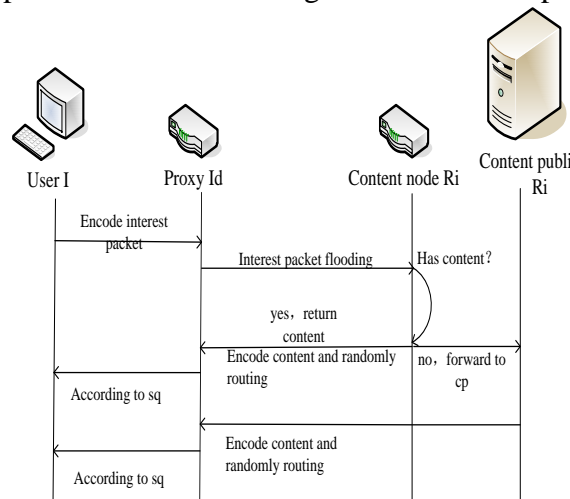 User I
Proxy Id
Content node Ri
Content publi
Ri
Encode interest
packet
Interest packet flooding
Has content?
yes，return
content
Encode content and randomly
routing
no，forward to
cp
According to sq
Encode content and
randomly routing
According to sq